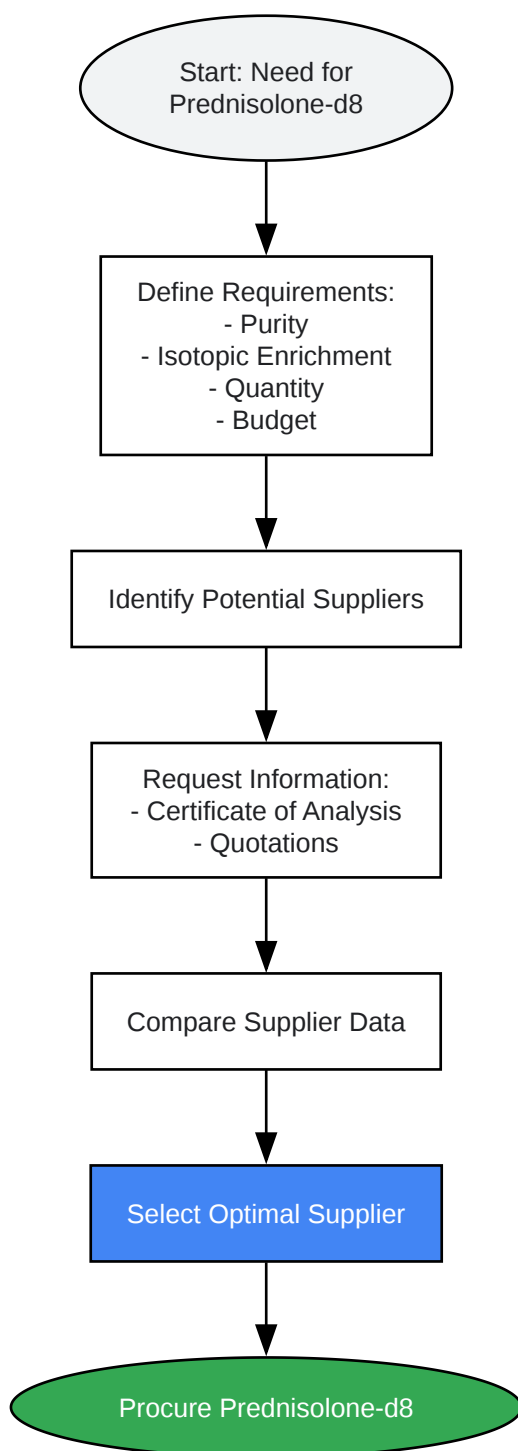 Start: Need for
Prednisolone-d8
Define Requirements:
- Purity
- Isotopic Enrichment
- Quantity
- Budget
Identify Potential Suppliers
Request Information:
- Certificate of Analysis
- Quotations
Compare Supplier Data
Select Optimal Supplier
Procure Prednisolone-d8